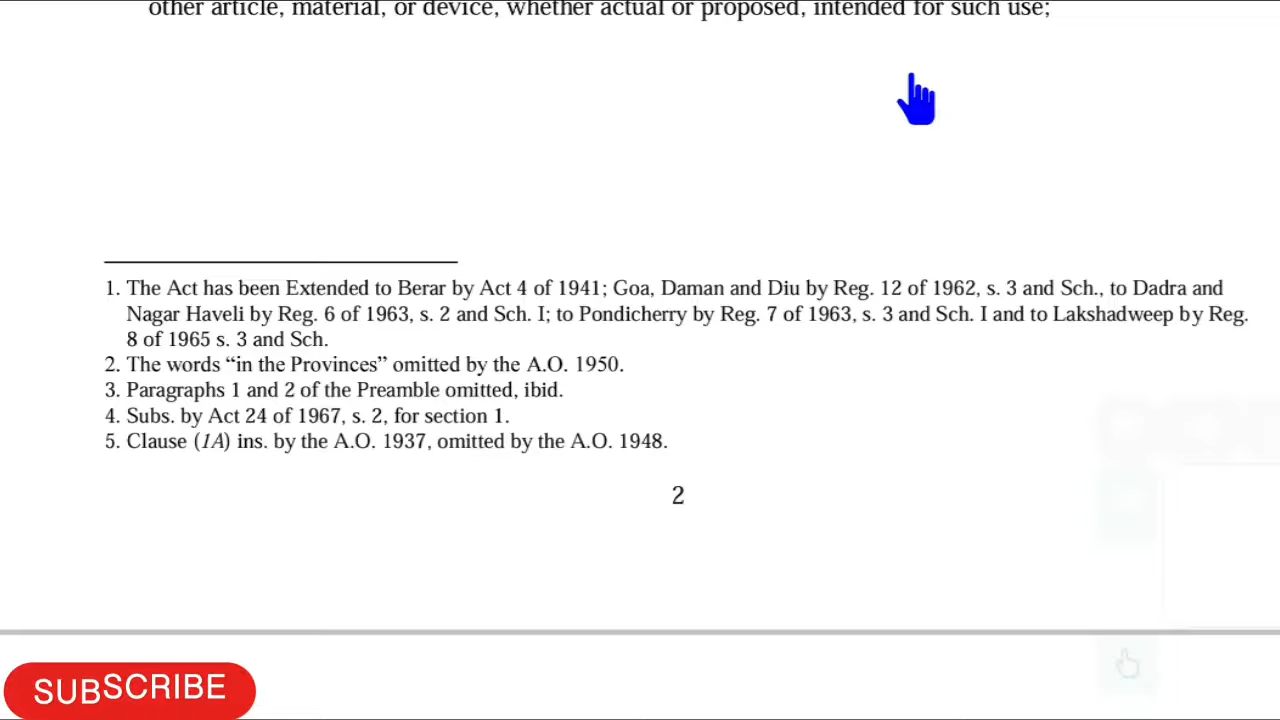 other article, material, or device, whether actual or proposed, intended for such use;
1. The Act has been Extended to Berar by Act 4 of 1941; Goa, Daman and Diu by Reg. 12 of 1962, s. 3 and Sch., to Dadra and
Nagar Haveli by Reg. 6 of 1963, s. 2 and Sch. I; to Pondicherry by Reg. 7 of 1963, s. 3 and Sch. I and to Lakshadweep by Reg.
8 of 1965 s. 3 and Sch.
2. The words “in the Provinces” omitted by the A.O. 1950.
3. Paragraphs 1 and 2 of the Preamble omitted, ibid.
4. Subs. by Act 24 of 1967, s. 2, for section 1.
5. Clause (1A) ins. by the A.O. 1937, omitted by the A.O. 1948.
2
SUBSCRIBE